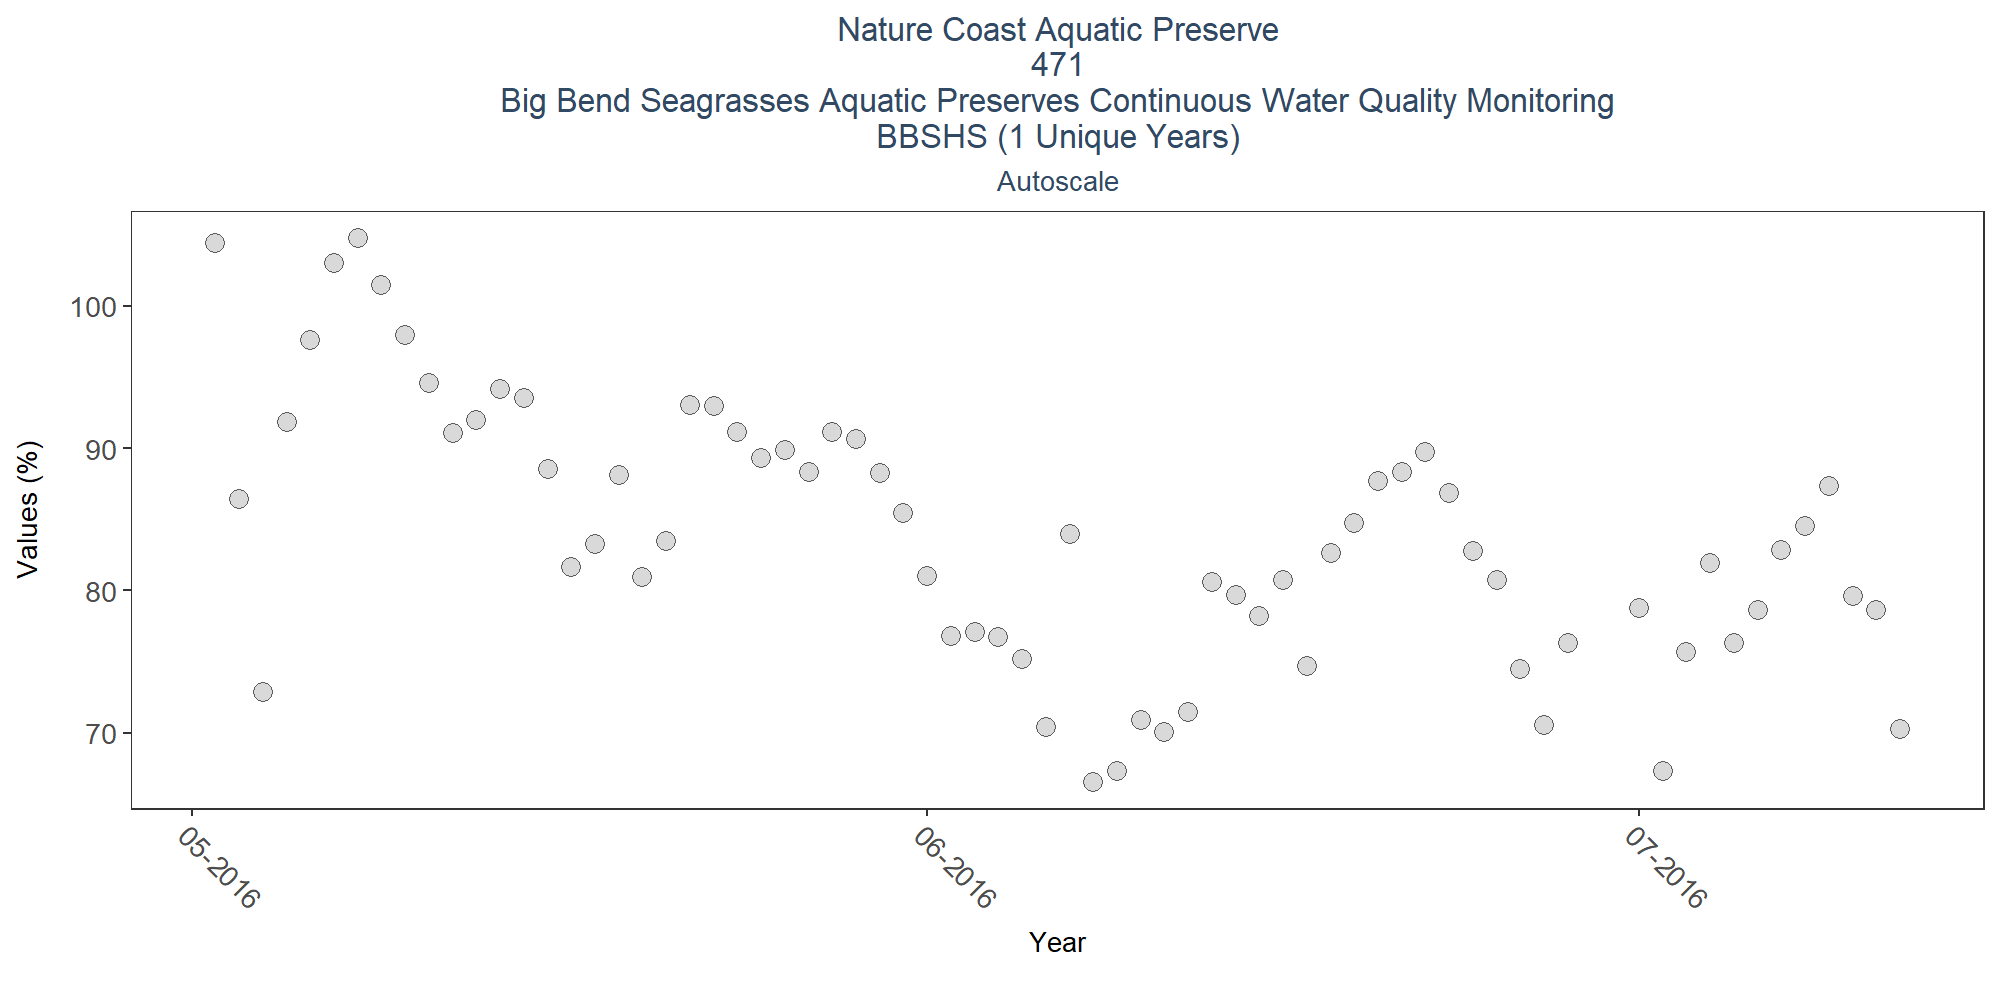 Nature Coast Aquatic Preserve
471
Big Bend Seagrasses Aquatic Preserves Continuous Water Quality Monitoring
BBSHS (1 Unique Years)
Autoscale
100
90
80
70
Values (%)
05-2016
06-2016
07-2016
Year